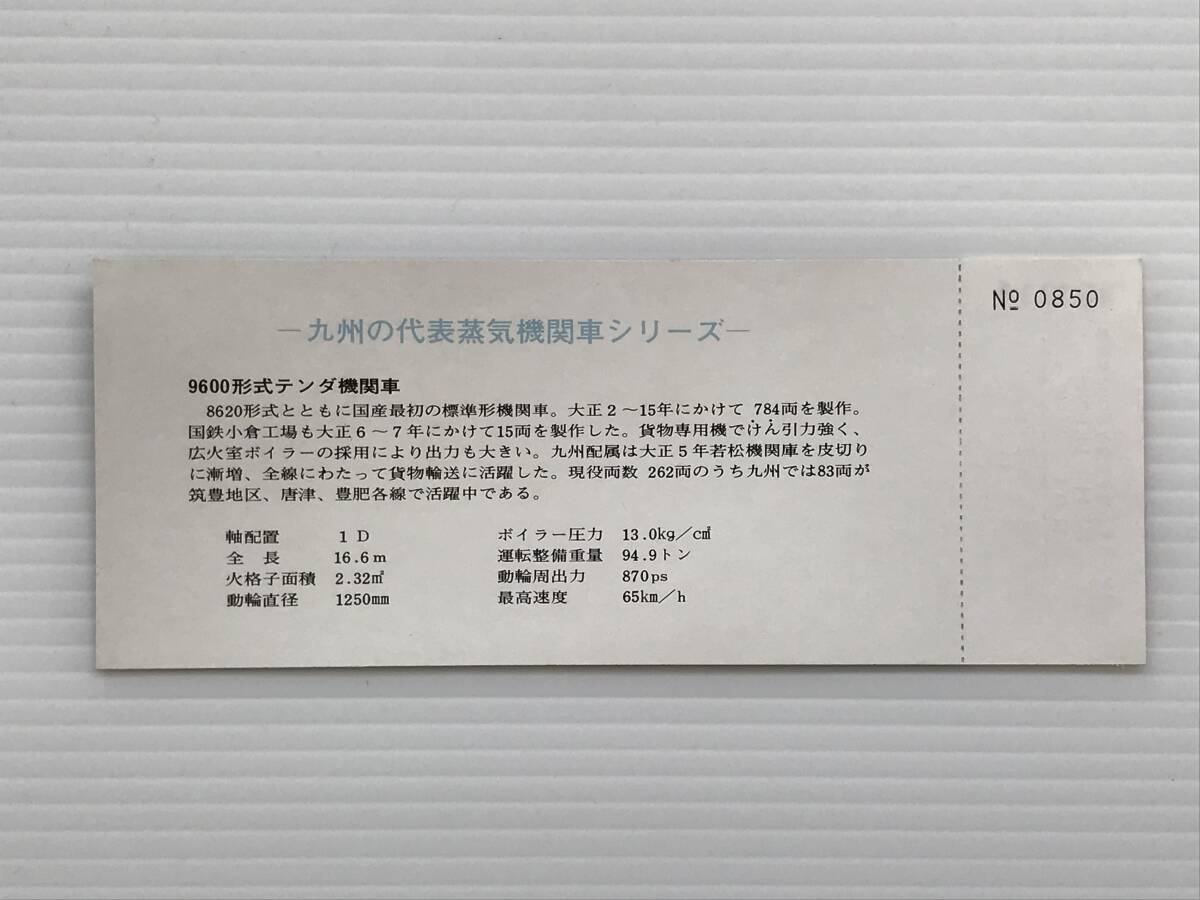 № 0850
―九州の代表蒸気機関車シリーズ―
9600形式テンダ機関車
8620形式とともに国産最初の標準形機関車。大正2～15年にかけて 784両を製作。
国鉄小倉工場も大正6～7年にかけて15両を製作した。貨物専用機でけん引力強く、
広火室ボイラーの採用により出力も大きい。九州配属は大正5年若松機関庫を皮切り
に漸増、全線にわたって貨物輸送に活躍した。現役両数 262両のうち九州では83両が
筑豊地区、唐津、豊肥各線で活躍中である。
軸配置 1D
全長 16.6m
火格子面積 2.32㎡
動輪直径 1250mm
ボイラー圧力 13.0kg／c㎡
運転整備重量 94.9トン
動輪周出力 870ps
最高速度 65km／h